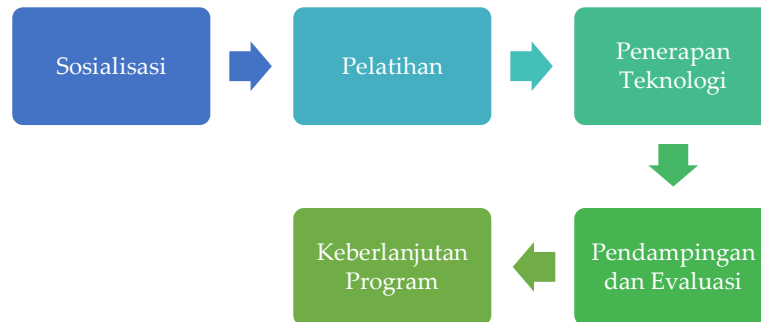 Sosialisasi
Pelatihan
Penerapan
Teknologi
Pendampingan
dan Evaluasi
Keberlanjutan
Program